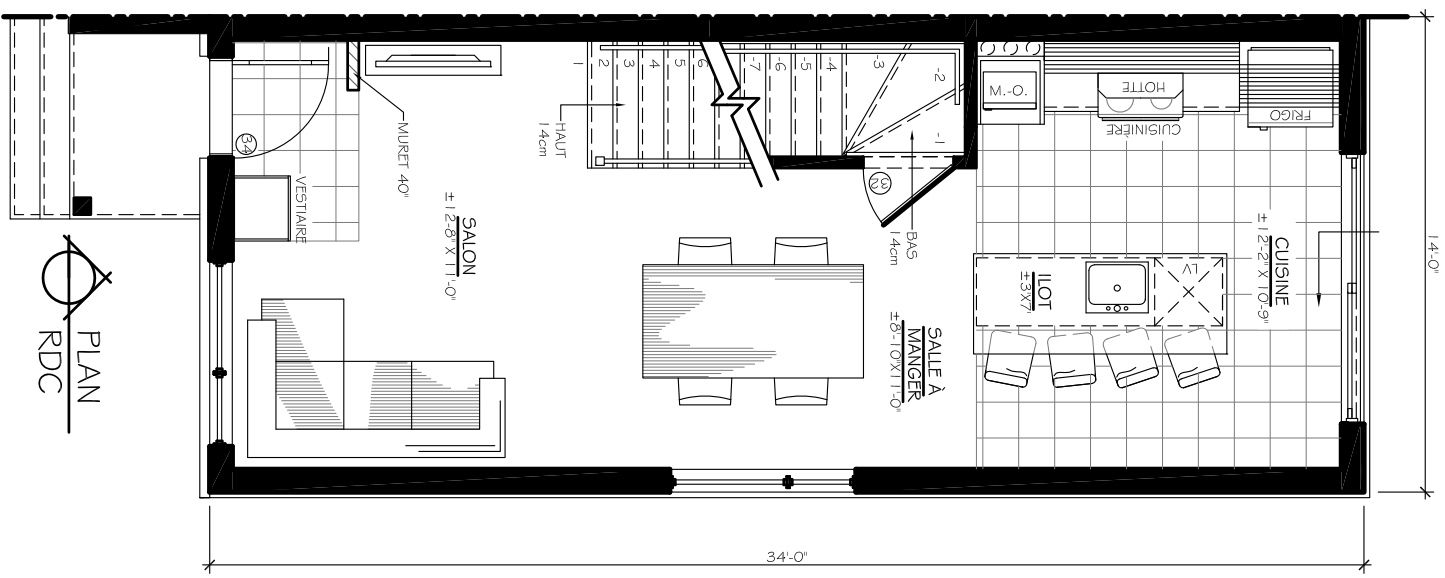 34
MURET 40"
VESTIAIRE
SALON
±12'-8" X 11'-0"
1
2
3
4
5
6
-7
-6
-5
-4
-3
-2
-1
HAUT
14cm
32
BAS
14cm
M.-O.
HOTTE
CUISINIÈRE
FRIGO
CUISINE
±12'-2" X 10'-9"
ILOT
±3'X7'
LV
SALLE À
MANGER
±8'-10"X11'-0"
PLAN
RDC
14'-0"
34'-0"